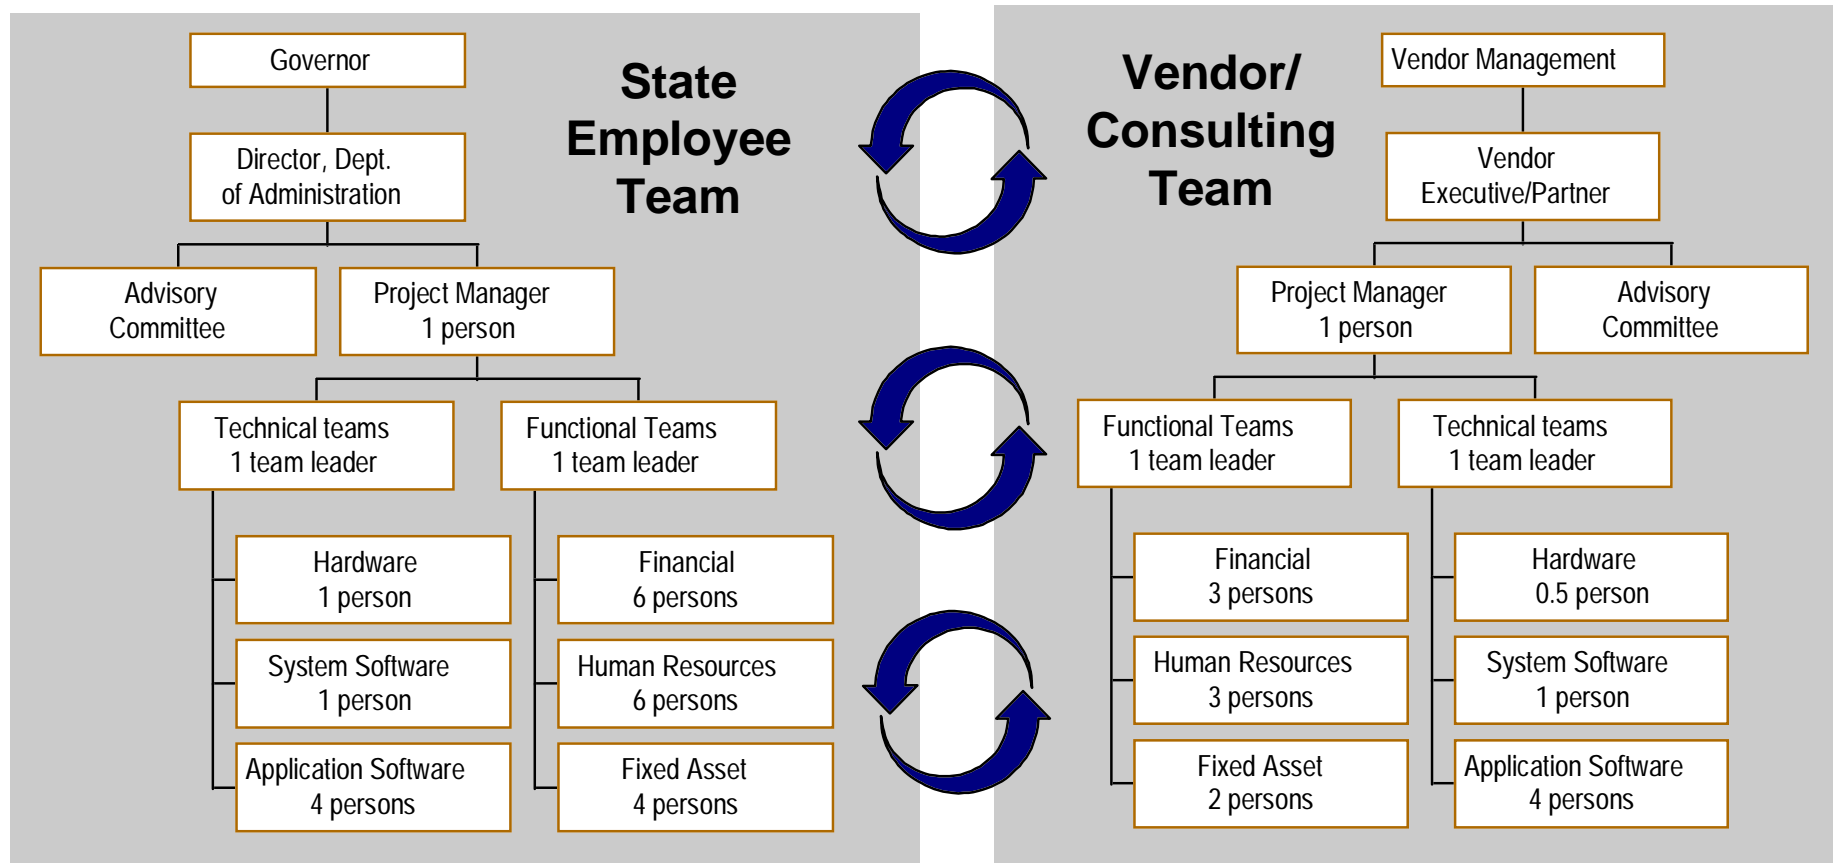 Governor
State
Employee
Team
Director, Dept.
of Administration
Advisory
Committee
Project Manager
1 person
Technical teams
1 team leader
Functional Teams
1 team leader
Hardware
1 person
System Software
1 person
Application Software
4 persons
Financial
6 persons
Human Resources
6 persons
Fixed Asset
4 persons
Vendor/
Consulting
Team
Vendor Management
Vendor
Executive/Partner
Project Manager
1 person
Advisory
Committee
Functional Teams
1 team leader
Technical teams
1 team leader
Financial
3 persons
Human Resources
3 persons
Fixed Asset
2 persons
Hardware
0.5 person
System Software
1 person
Application Software
4 persons